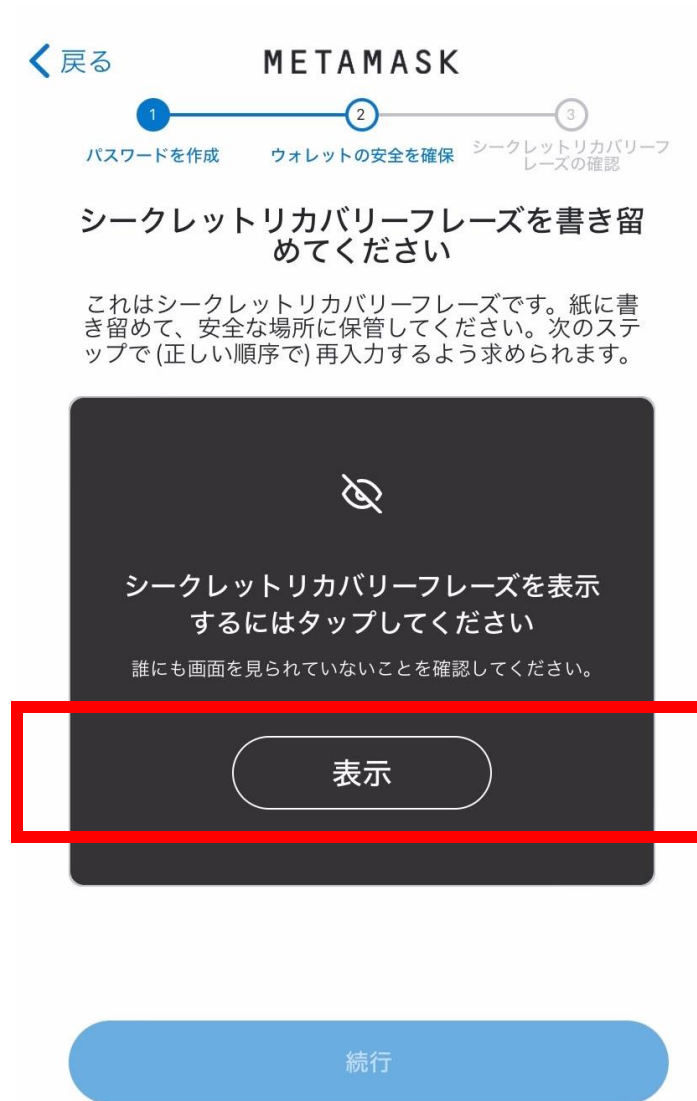 戻る
METAMASK
1
2
3
パスワードを作成
ウォレットの安全を確保
シークレットリカバリーフ
レーズの確認
シークレットリカバリーフレーズを書き留
めてください
これはシークレットリカバリーフレーズです。紙に書
き留めて、安全な場所に保管してください。次のステ
ップで (正しい順序で) 再入力するよう求められます。
シークレットリカバリーフレーズを表示
するにはタップしてください
誰にも画面を見られていないことを確認してください。
表示
続行